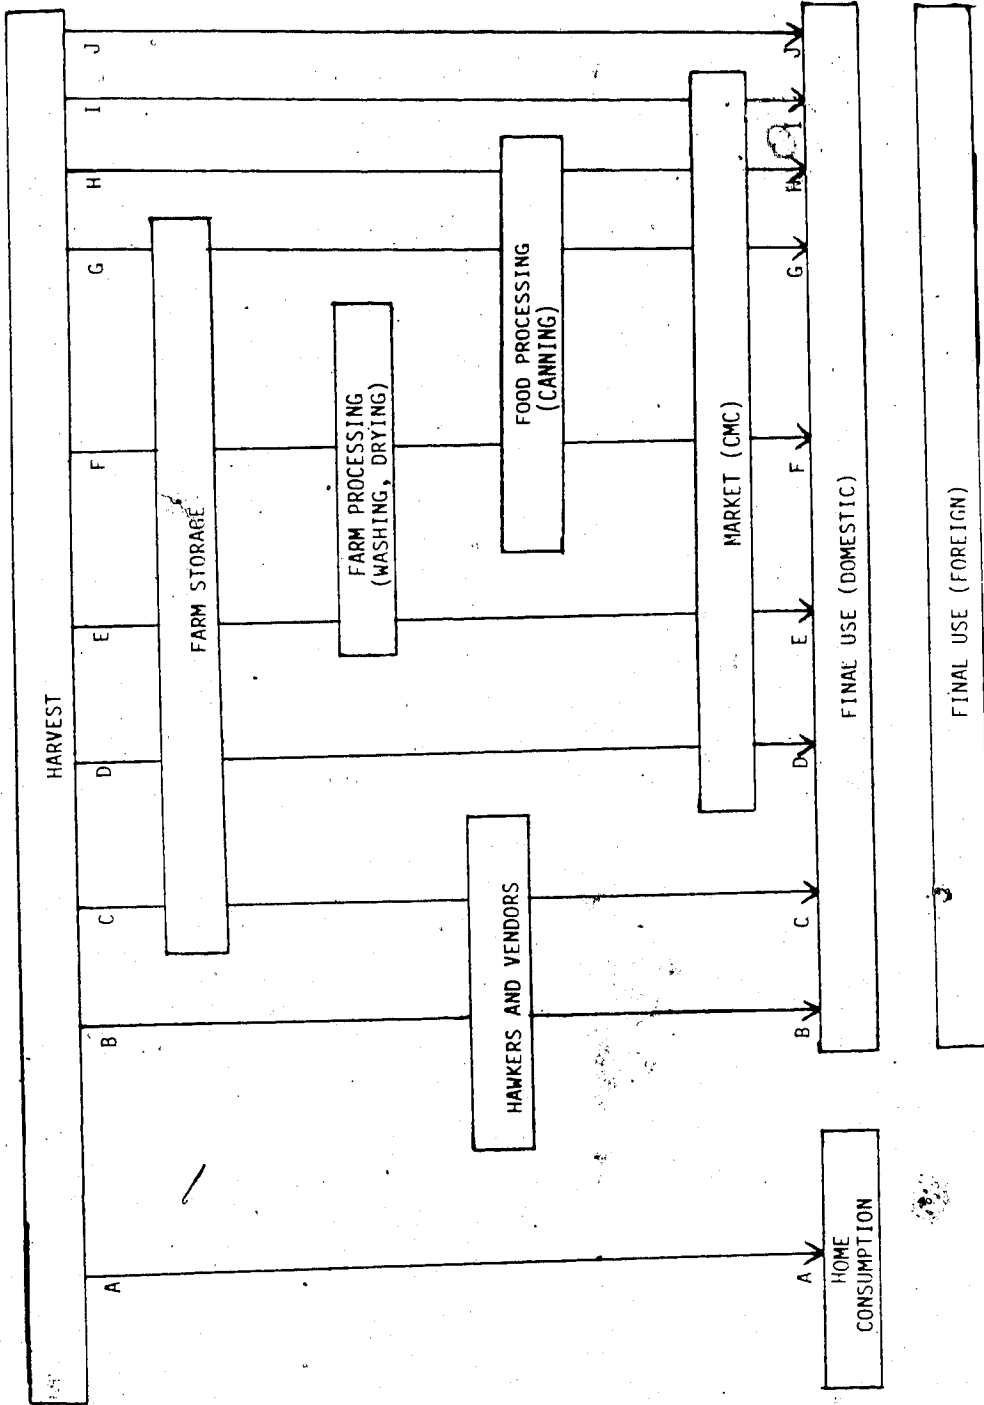 HARVEST
A B C D E F G H I J
FARM STORAGE
FARM PROCESSING
(WASHING, DRYING)
HAWKERS AND VENDORS
FOOD PROCESSING
(CANNING)
MARKET (CMC)
A B C D E F G H I J
HOME
CONSUMPTION
FINAL USE (DOMESTIC)
FINAL USE (FOREIGN)